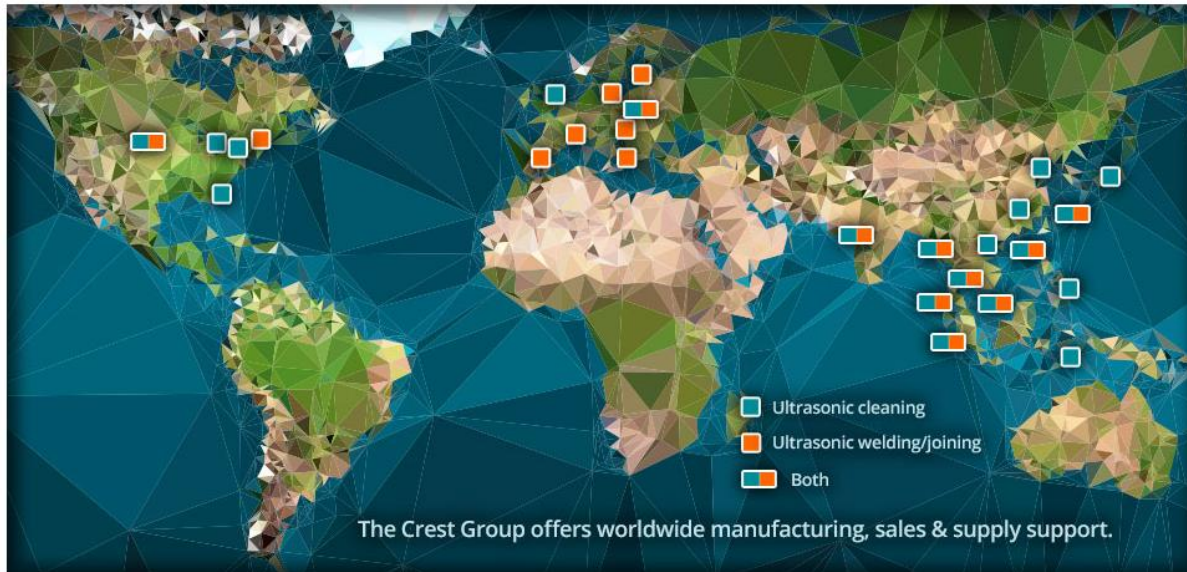 Ultrasonic cleaning
Ultrasonic welding/joining
Both
The Crest Group offers worldwide manufacturing, sales & supply support.